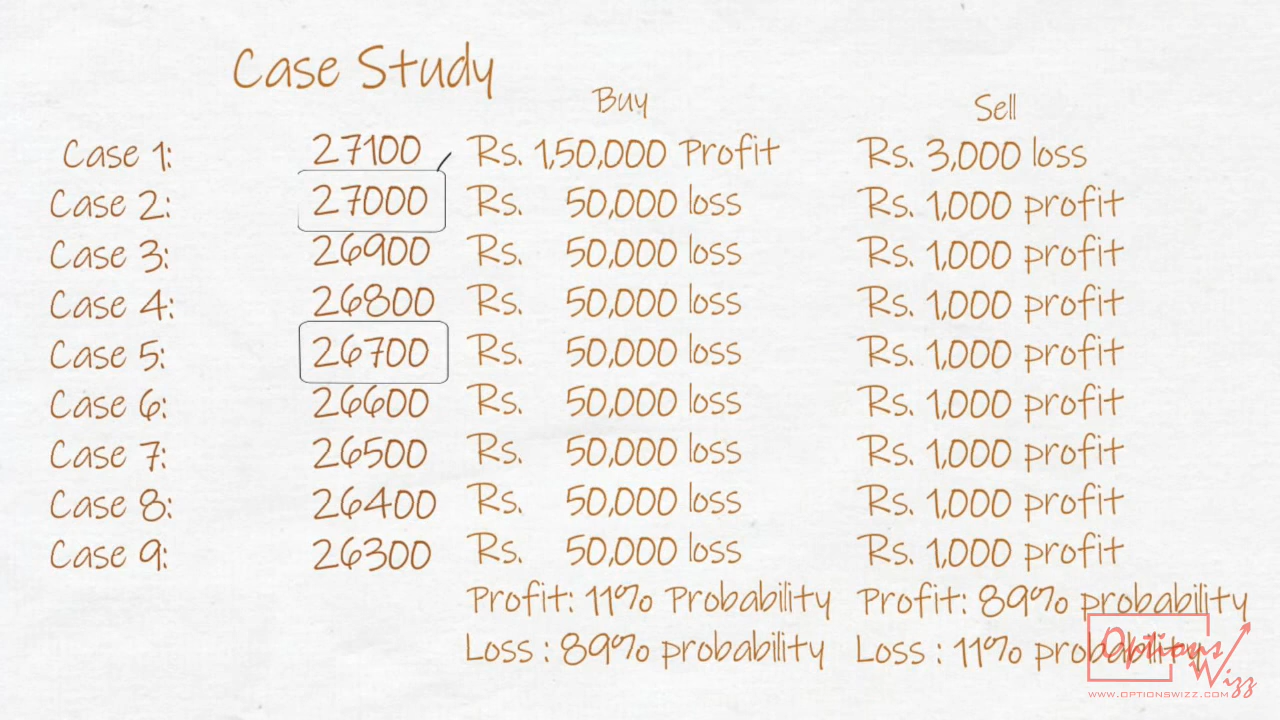 Case Study
Buy Sell
Case 1: 27100 Rs. 1,50,000 Profit Rs. 3,000 loss
Case 2: 27000 Rs. 50,000 loss Rs. 1,000 profit
Case 3: 26900 Rs. 50,000 loss Rs. 1,000 profit
Case 4: 26800 Rs. 50,000 loss Rs. 1,000 profit
Case 5: 26700 Rs. 50,000 loss Rs. 1,000 profit
Case 6: 26600 Rs. 50,000 loss Rs. 1,000 profit
Case 7: 26500 Rs. 50,000 loss Rs. 1,000 profit
Case 8: 26400 Rs. 50,000 loss Rs. 1,000 profit
Case 9: 26300 Rs. 50,000 loss Rs. 1,000 profit
Profit: 11% Probability Profit: 89% probability
Loss : 89% probability Loss : 11% probability
Options Wizz
WWW.OPTIONSWIZZ.COM